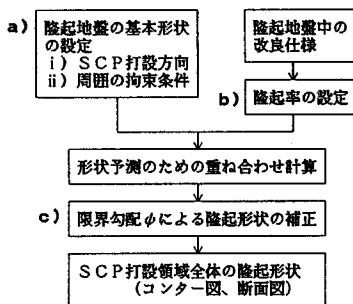 a) 隆起地盤の基本形状
の設定
i) SCP打設方向
ii) 周囲の拘束条件
隆起地盤中の
改良仕様
b) 隆起率の設定
形状予測のための重ね合わせ計算
c) 限界勾配φによる隆起形状の補正
SCP打設領域全体の隆起形状
(コンター図、断面図)